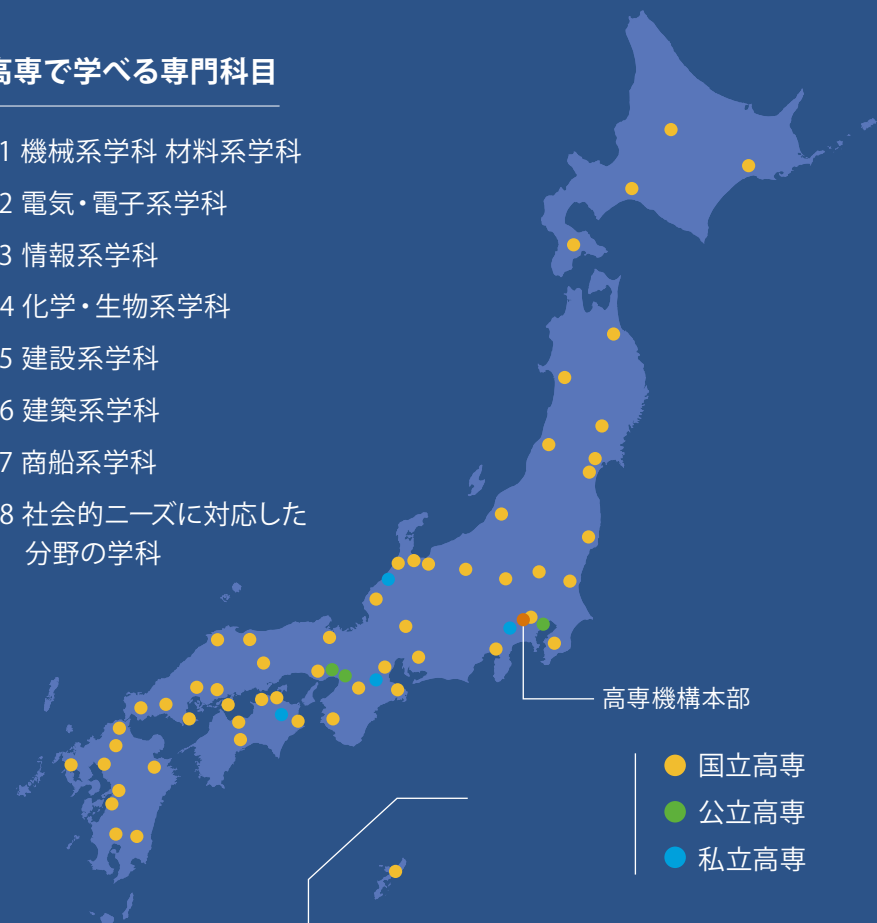 高専で学べる専門科目
1 機械系学科 材料系学科
2 電気・電子系学科
3 情報系学科
4 化学・生物系学科
5 建設系学科
6 建築系学科
7 商船系学科
8 社会的ニーズに対応した
分野の学科
高専機構本部
国立高専
公立高専
私立高専